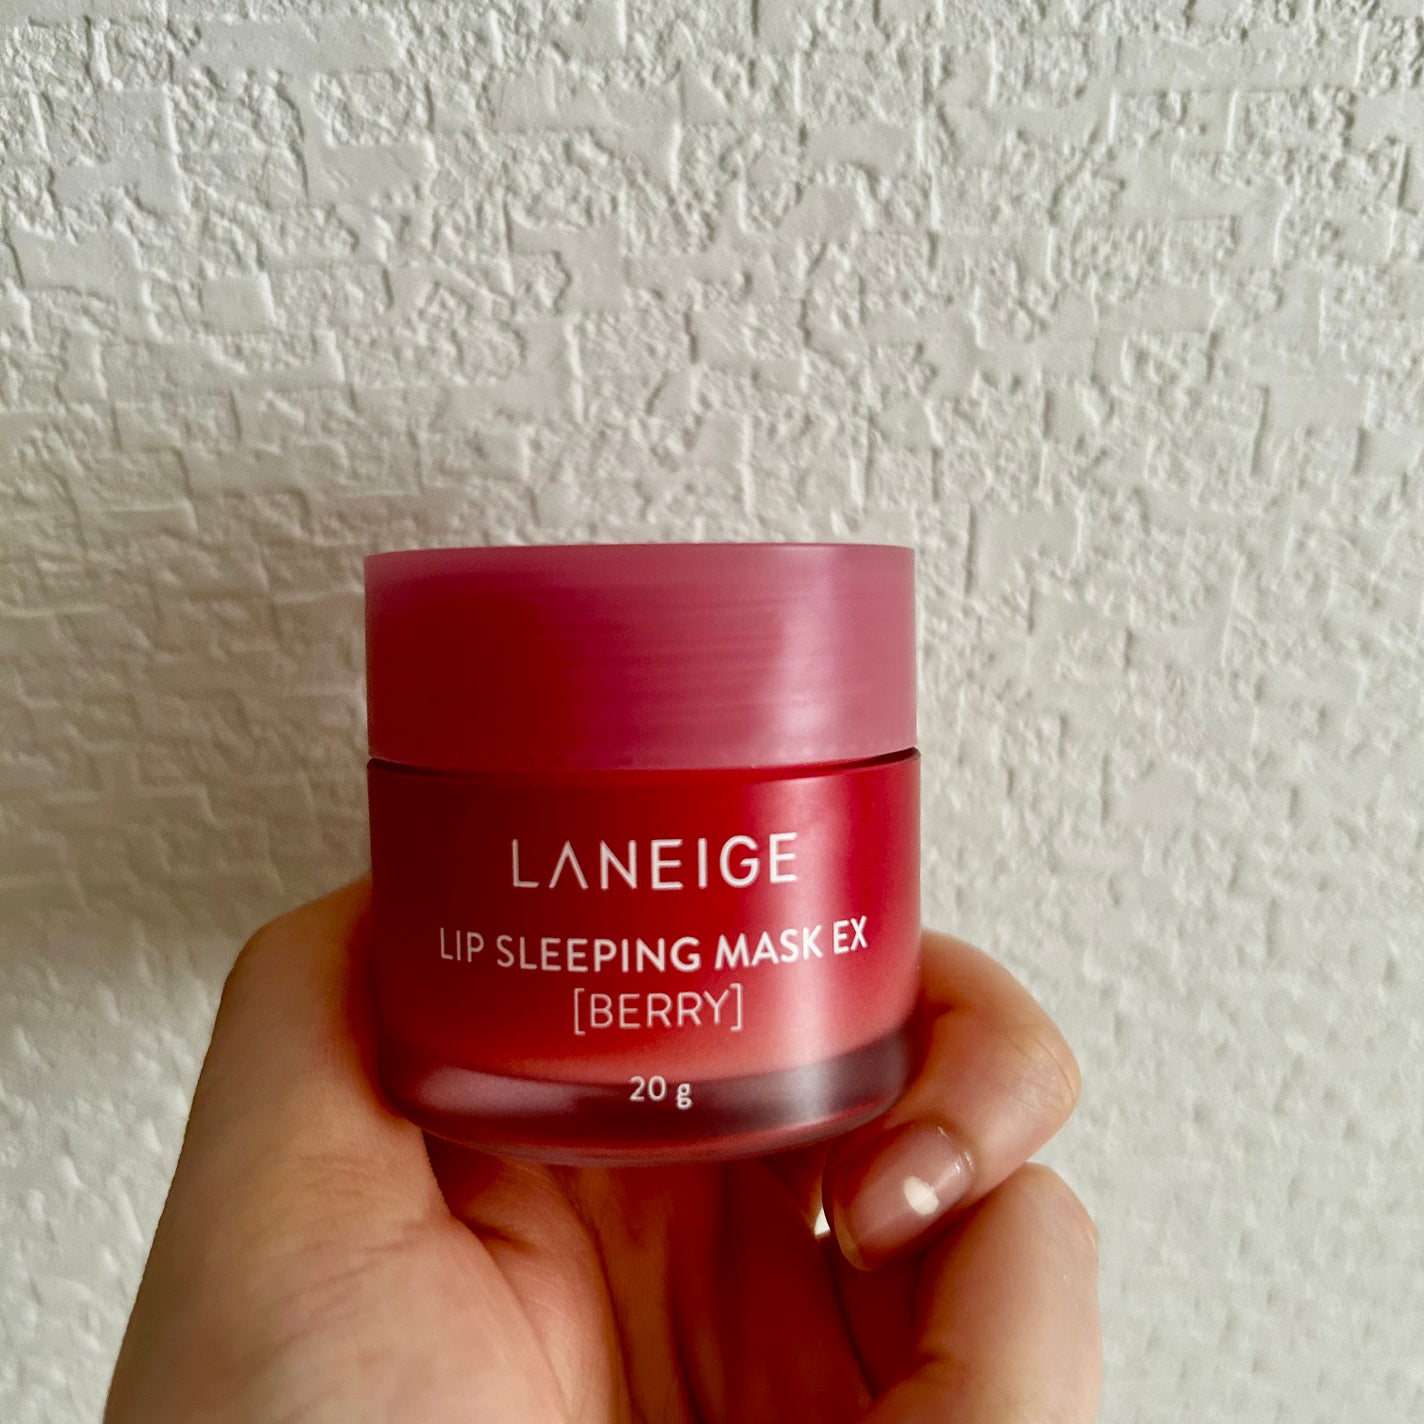 LANEIGE
LIP SLEEPING MASK EX
[BERRY]
20 g